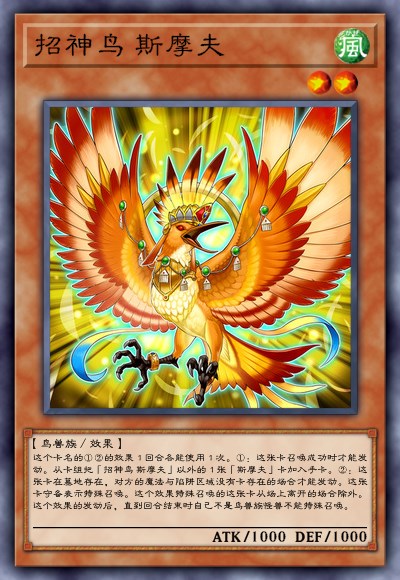 招神鸟 斯摩夫
風
【鸟兽族／效果】
这个卡名的①②的效果1回合各能使用1次。①：这张卡召唤成功时才能发
动。从卡组把「招神鸟 斯摩夫」以外的1张「斯摩夫」卡加入手卡。②：这
张卡在墓地存在，对方的魔法与陷阱区域没有卡存在的场合才能发动。这张
卡守备表示特殊召唤。这个效果特殊召唤的这张卡从场上离开的场合除外。
这个效果的发动后，直到回合结束时自己不是鸟兽族怪兽不能特殊召唤。
ATK/1000 DEF/1000